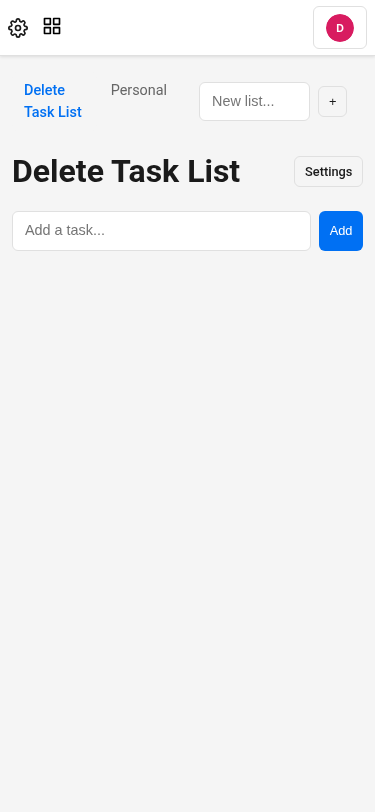 D
Delete
Task List
Personal
New list...
+
Delete Task List
Settings
Add a task...
Add